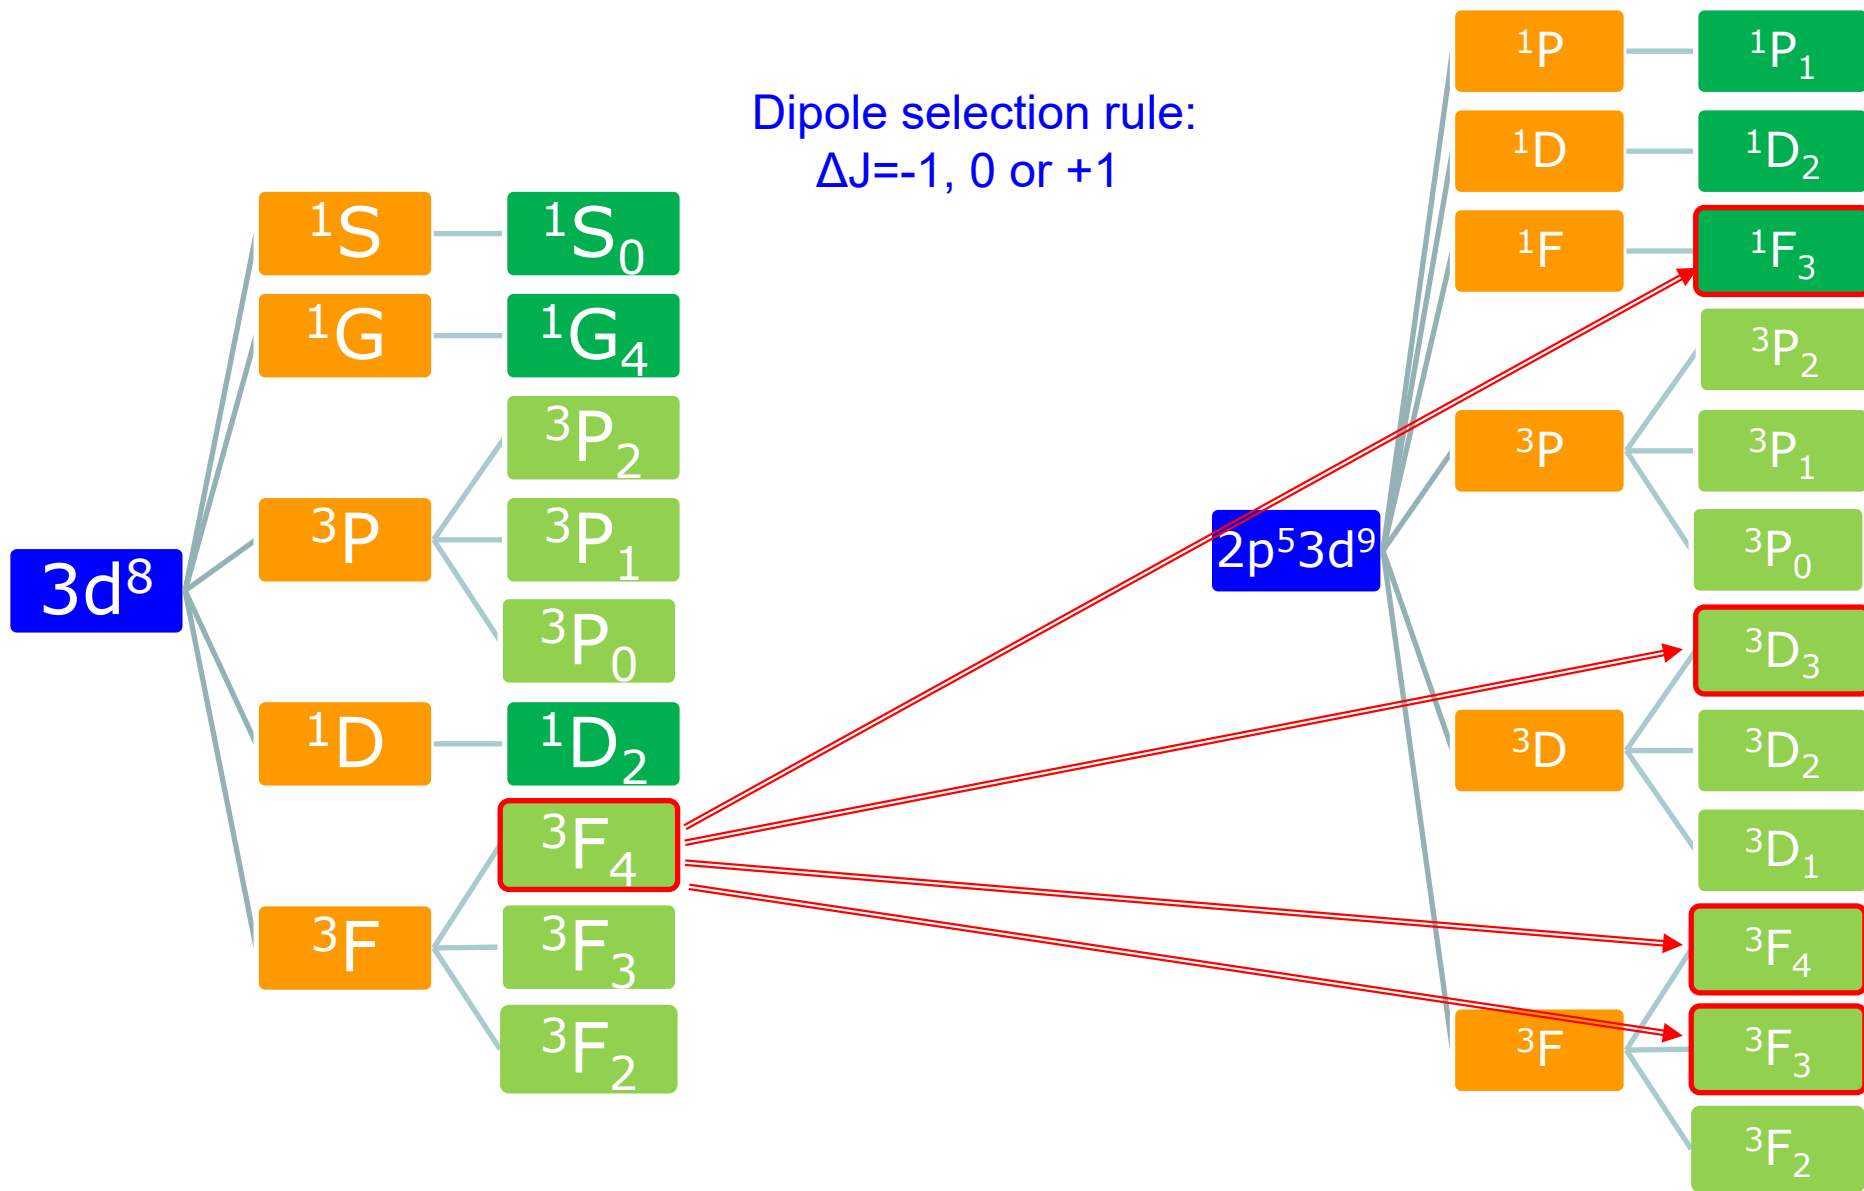 Dipole selection rule:
ΔJ=-1, 0 or +1
3d⁸
¹S
¹G
³P
¹D
³F
¹S₀
¹G₄
³P₂
³P₁
³P₀
¹D₂
³F₄
³F₃
³F₂
2p⁵3d⁹
¹P
¹D
¹F
³P
³D
³F
¹P₁
¹D₂
¹F₃
³P₂
³P₁
³P₀
³D₃
³D₂
³D₁
³F₄
³F₃
³F₂